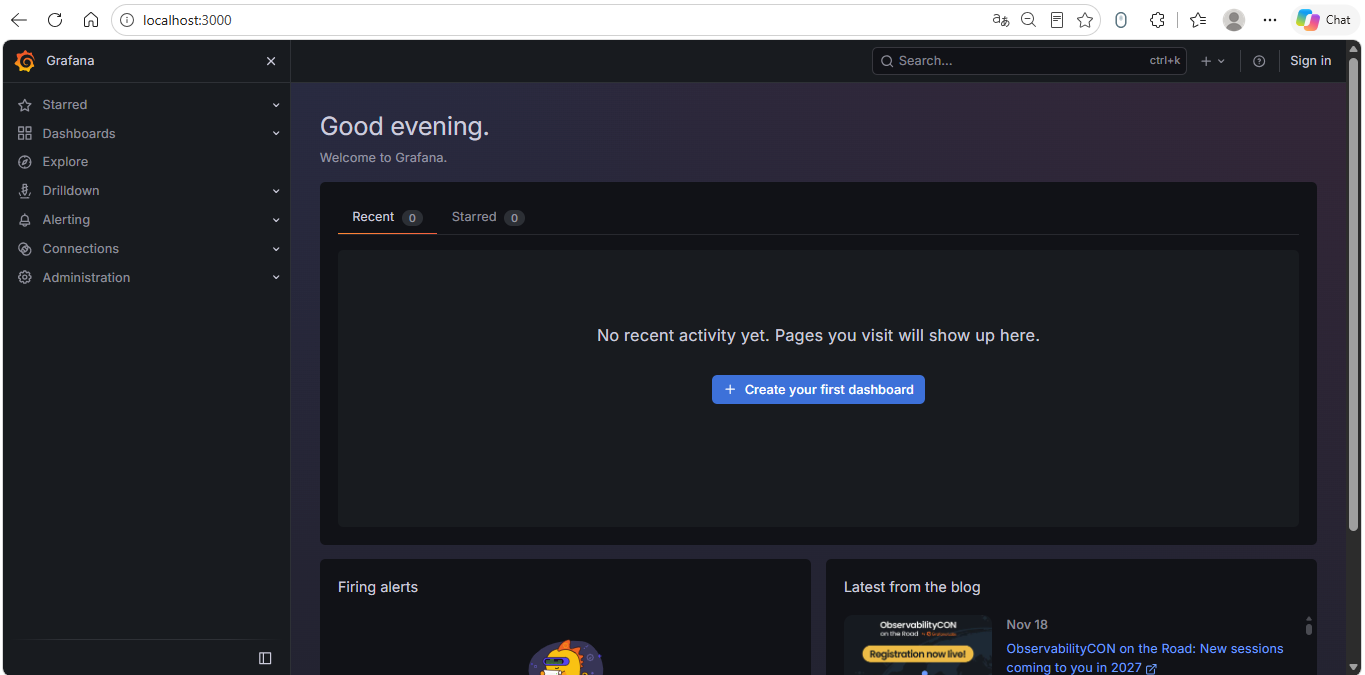 localhost:3000
Chat
Grafana
Search...
ctrl+k
Sign in
Starred
Dashboards
Explore
Drilldown
Alerting
Connections
Administration
Good evening.
Welcome to Grafana.
Recent 0
Starred 0
No recent activity yet. Pages you visit will show up here.
+ Create your first dashboard
Firing alerts
Latest from the blog
ObservabilityCON
on the Road
Registration now live!
Nov 18
ObservabilityCON on the Road: New sessions
coming to you in 2027